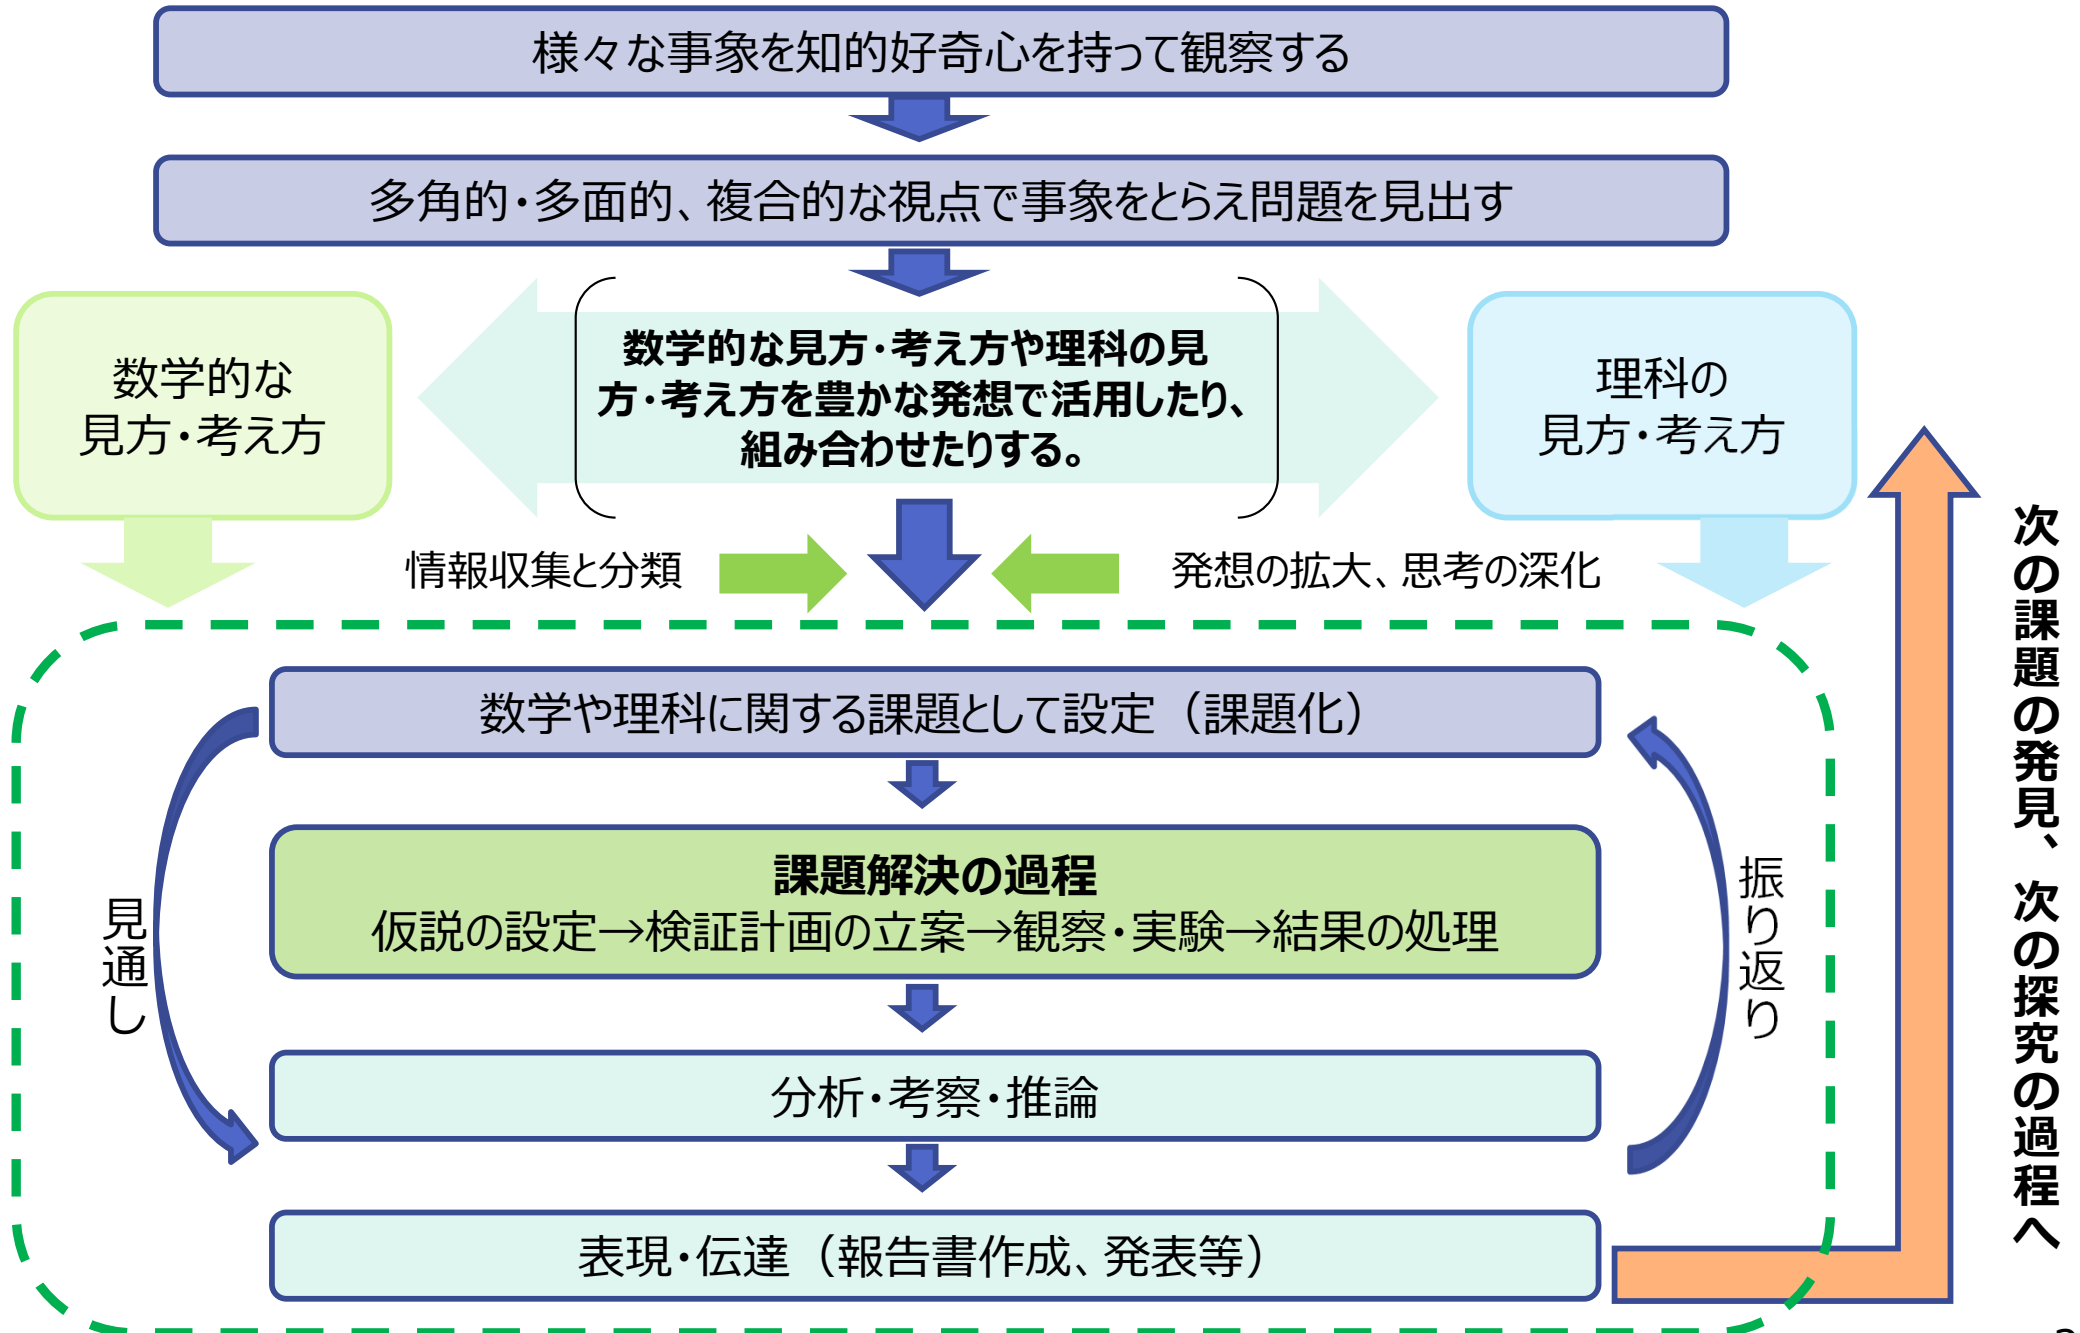 様々な事象を知的好奇心を持って観察する
多角的・多面的、複合的な視点で事象をとらえ問題を見出す
数学的な
見方・考え方
数学的な見方・考え方や理科の見
方・考え方を豊かな発想で活用したり、
組み合わせたりする。
理科の
見方・考え方
情報収集と分類
発想の拡大、思考の深化
数学や理科に関する課題として設定（課題化）
課題解決の過程
仮説の設定→検証計画の立案→観察・実験→結果の処理
見通し
振り返り
分析・考察・推論
表現・伝達（報告書作成、発表等）
次の課題の発見、次の探究の過程へ